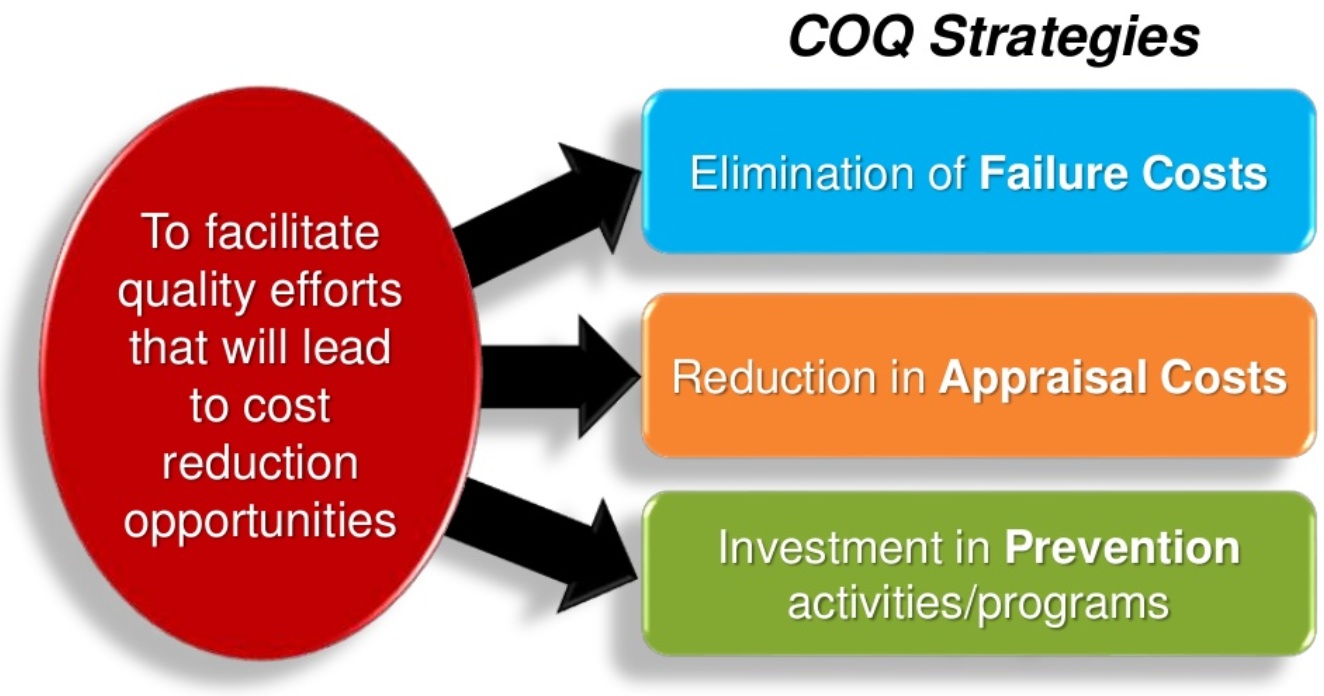 COQ Strategies
To facilitate
quality efforts
that will lead
to cost
reduction
opportunities
Elimination of Failure Costs
Reduction in Appraisal Costs
Investment in Prevention
activities/programs